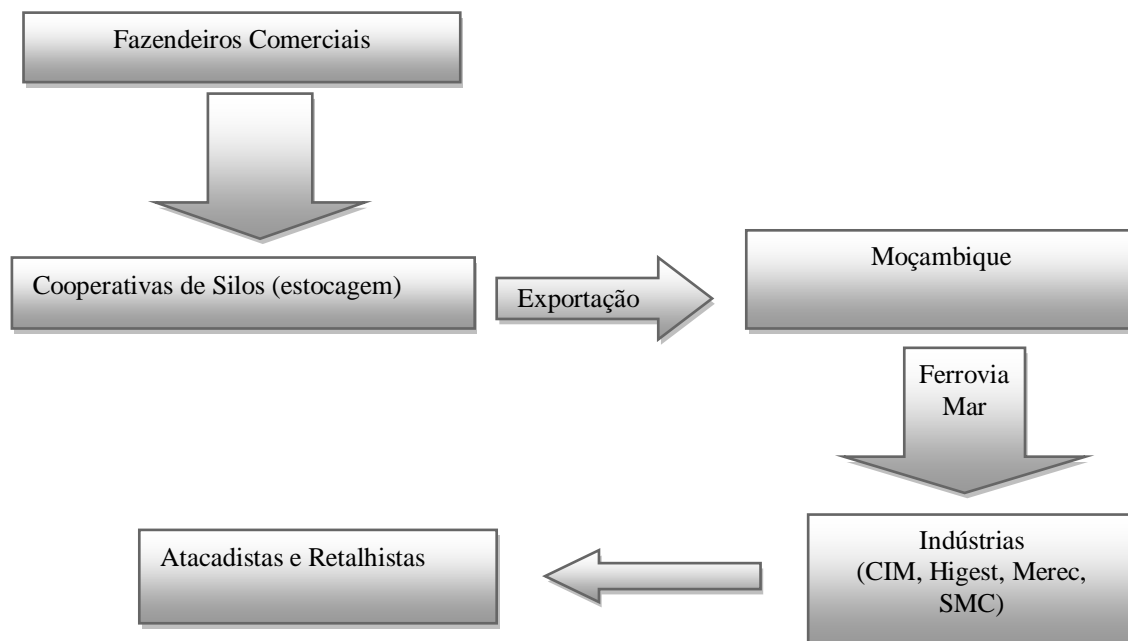 Fazendeiros Comerciais
Cooperativas de Silos (estocagem)
Exportação
Moçambique
Ferrovia
Mar
Indústrias
(CIM, Higest, Merec,
SMC)
Atacadistas e Retalhistas